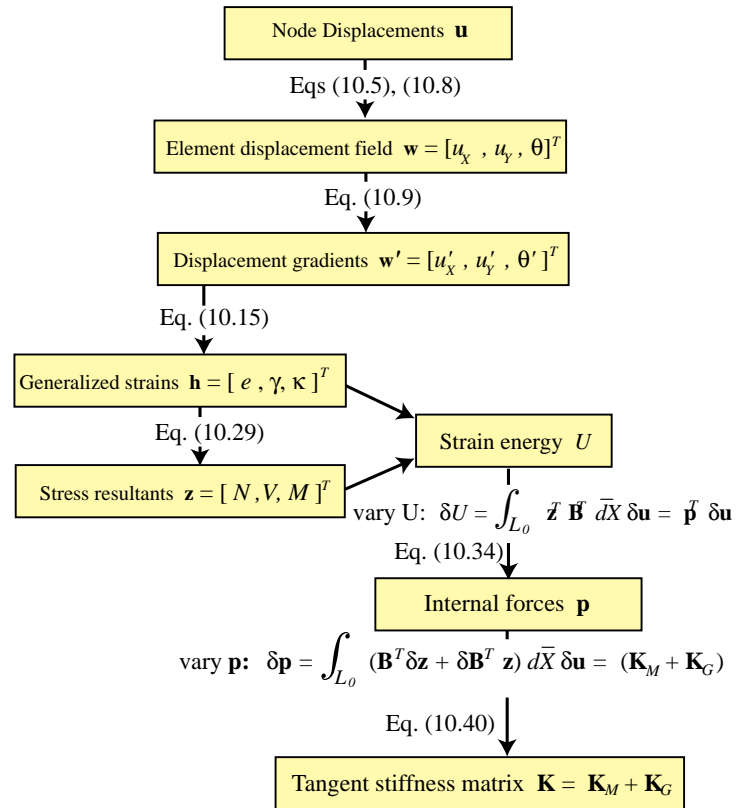 Node Displacements u
Eqs (10.5), (10.8)
Element displacement field w = [u_X , u_Y , θ]^T
Eq. (10.9)
Displacement gradients w' = [u'_X , u'_Y , θ' ]^T
Eq. (10.15)
Generalized strains h = [ e , γ, κ ]^T
Eq. (10.29)
Strain energy U
Stress resultants z = [ N , V, M ]^T
vary U: δU = ∫_{L_0} z^T B^T dX̄ δu = p^T δu
Eq. (10.34)
Internal forces p
vary p: δp = ∫_{L_0} (B^T δz + δB^T z) dX̄ δu = (K_M + K_G)
Eq. (10.40)
Tangent stiffness matrix K = K_M + K_G